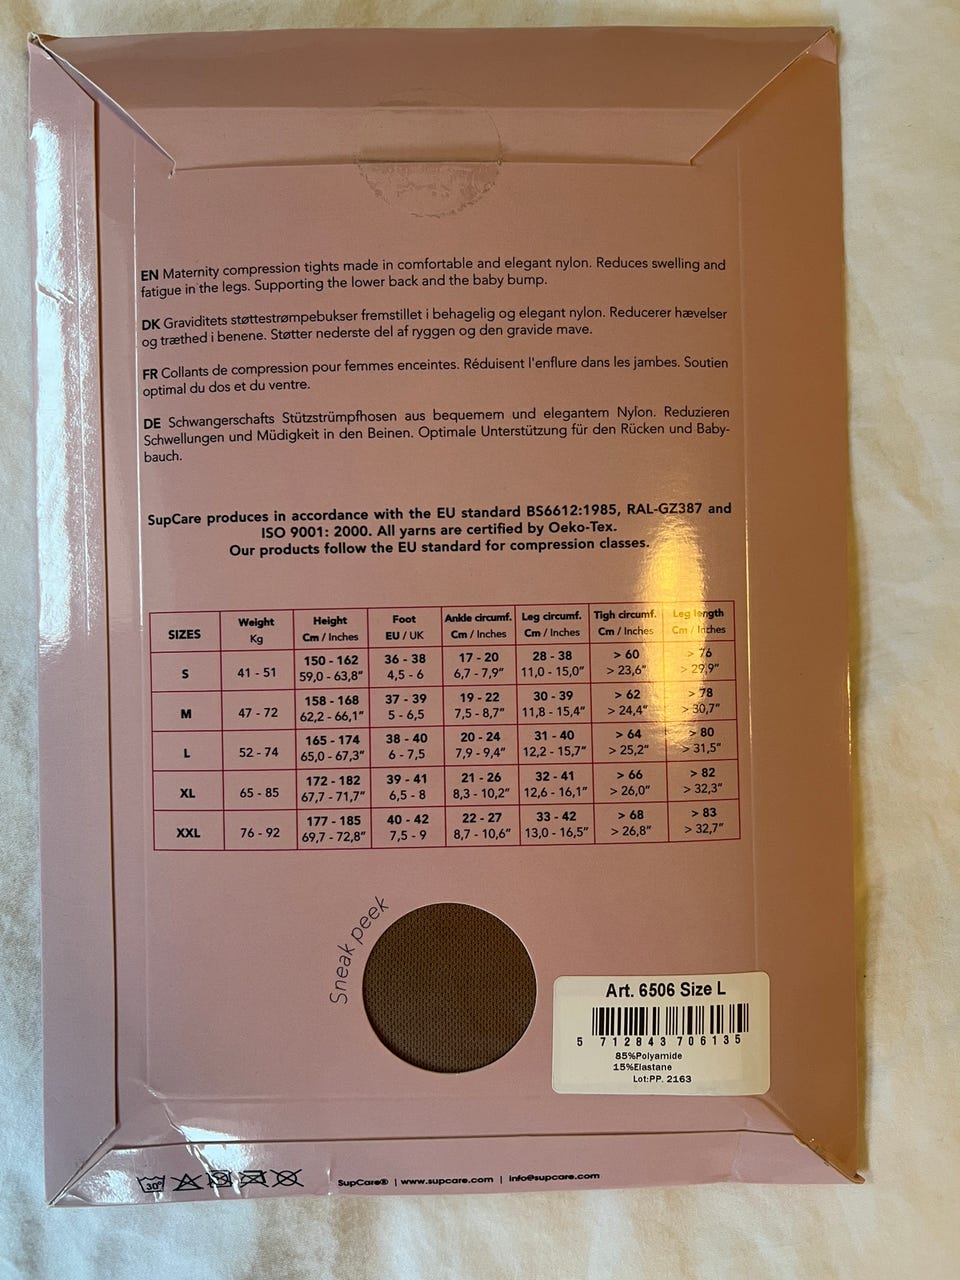 EN Maternity compression tights made in comfortable and elegant nylon. Reduces swelling and
fatigue in the legs. Supporting the lower back and the baby bump.
DK Graviditets støttestrømpebukser fremstillet i behagelig og elegant nylon. Reducerer hævelser
og træthed i benene. Støtter nederste del af ryggen og den gravide mave.
FR Collants de compression pour femmes enceintes. Réduisent l'enflure dans les jambes. Soutien
optimal du dos et du ventre.
DE Schwangerschafts Stützstrümpfhosen aus bequemem und elegantem Nylon. Reduzieren
Schwellungen und Müdigkeit in den Beinen. Optimale Unterstützung für den Rücken und Baby-
bauch.
SupCare produces in accordance with the EU standard BS6612:1985, RAL-GZ387 and
ISO 9001: 2000. All yarns are certified by Oeko-Tex.
Our products follow the EU standard for compression classes.
SIZES Weight Height Foot Ankle circumf. Leg circumf. Tigh circumf. Leg length
Kg Cm / Inches EU / UK Cm / Inches Cm / Inches Cm / Inches Cm / Inches
S 41 - 51 150 - 162 36 - 38 17 - 20 28 - 38 > 60 > 76
59,0 - 63,8" 4,5 - 6 6,7 - 7,9" 11,0 - 15,0" > 23,6" > 29,9"
M 47 - 72 158 - 168 37 - 39 19 - 22 30 - 39 > 62 > 78
62,2 - 66,1" 5 - 6,5 7,5 - 8,7" 11,8 - 15,4" > 24,4" > 30,7"
L 52 - 74 165 - 174 38 - 40 20 - 24 31 - 40 > 64 > 80
65,0 - 67,3" 6 - 7,5 7,9 - 9,4" 12,2 - 15,7" > 25,2" > 31,5"
XL 65 - 85 172 - 182 39 - 41 21 - 26 32 - 41 > 66 > 82
67,7 - 71,7" 6,5 - 8 8,3 - 10,2" 12,6 - 16,1" > 26,0" > 32,3"
XXL 76 - 92 177 - 185 40 - 42 22 - 27 33 - 42 > 68 > 83
69,7 - 72,8" 7,5 - 9 8,7 - 10,6" 13,0 - 16,5" > 26,8" > 32,7"
Sneak peek
Art. 6506 Size L
5 712843 706135
85%Polyamide
15%Elastane
Lot:PP. 2163
30° SupCare® | www.supcare.com | info@supcare.com